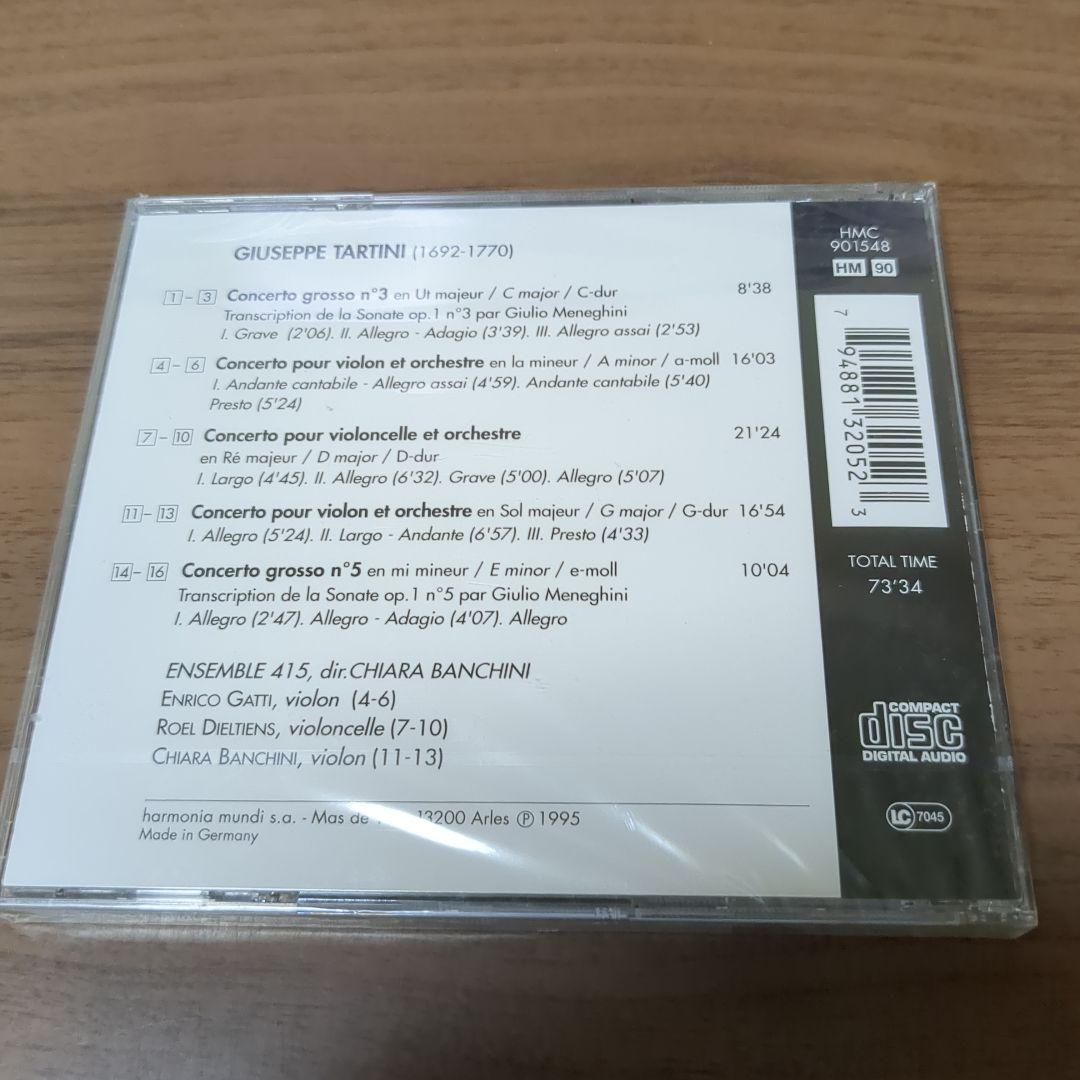 GIUSEPPE TARTINI (1692-1770)
1 - 3 Concerto grosso n°3 en Ut majeur / C major / C-dur 8'38
Transcription de la Sonate op.1 n°3 par Giulio Meneghini
I. Grave (2'06). II. Allegro - Adagio (3'39). III. Allegro assai (2'53)
4 - 6 Concerto pour violon et orchestre en la mineur / A minor / a-moll 16'03
I. Andante cantabile - Allegro assai (4'59). Andante cantabile (5'40)
Presto (5'24)
7 - 10 Concerto pour violoncelle et orchestre 21'24
en Ré majeur / D major / D-dur
I. Largo (4'45). II. Allegro (6'32). Grave (5'00). Allegro (5'07)
11 - 13 Concerto pour violon et orchestre en Sol majeur / G major / G-dur 16'54
I. Allegro (5'24). II. Largo - Andante (6'57). III. Presto (4'33)
14 - 16 Concerto grosso n°5 en mi mineur / E minor / e-moll 10'04
Transcription de la Sonate op.1 n°5 par Giulio Meneghini
I. Allegro (2'47). Allegro - Adagio (4'07). Allegro
ENSEMBLE 415, dir. CHIARA BANCHINI
ENRICO GATTI, violon (4-6)
ROEL DIELTIENS, violoncelle (7-10)
CHIARA BANCHINI, violon (11-13)
harmonia mundi s.a. - Mas de 13200 Arles ℗ 1995
Made in Germany
HMC
901548
HM 90
7 94881 32052 3
TOTAL TIME
73'34
COMPACT
disc
DIGITAL AUDIO
LC 7045